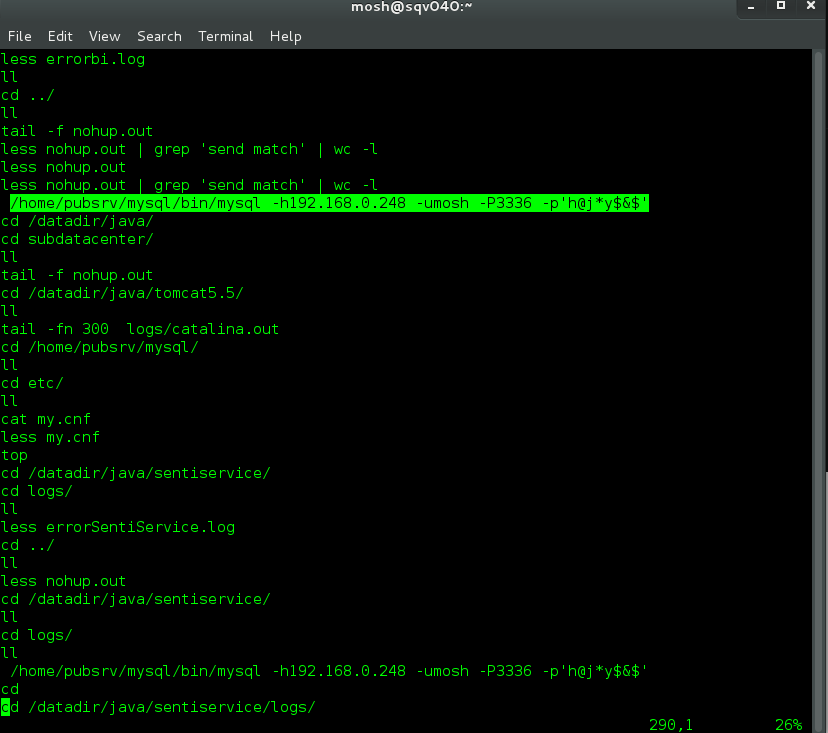 mosh@sqv040:~
File Edit View Search Terminal Help
less errorbi.log
ll
cd ../
ll
tail -f nohup.out
less nohup.out | grep 'send match' | wc -l
less nohup.out
less nohup.out | grep 'send match' | wc -l
/home/pubsrv/mysql/bin/mysql -h192.168.0.248 -umosh -P3336 -p'h@j*y$&$'
cd /datadir/java/
cd subdatacenter/
ll
tail -f nohup.out
cd /datadir/java/tomcat5.5/
ll
tail -fn 300  logs/catalina.out
cd /home/pubsrv/mysql/
ll
cd etc/
ll
cat my.cnf
less my.cnf
top
cd /datadir/java/sentiservice/
cd logs/
ll
less errorSentiService.log
cd ../
ll
less nohup.out
cd /datadir/java/sentiservice/
ll
cd logs/
ll
/home/pubsrv/mysql/bin/mysql -h192.168.0.248 -umosh -P3336 -p'h@j*y$&$'
cd
cd /datadir/java/sentiservice/logs/
290,1 26%